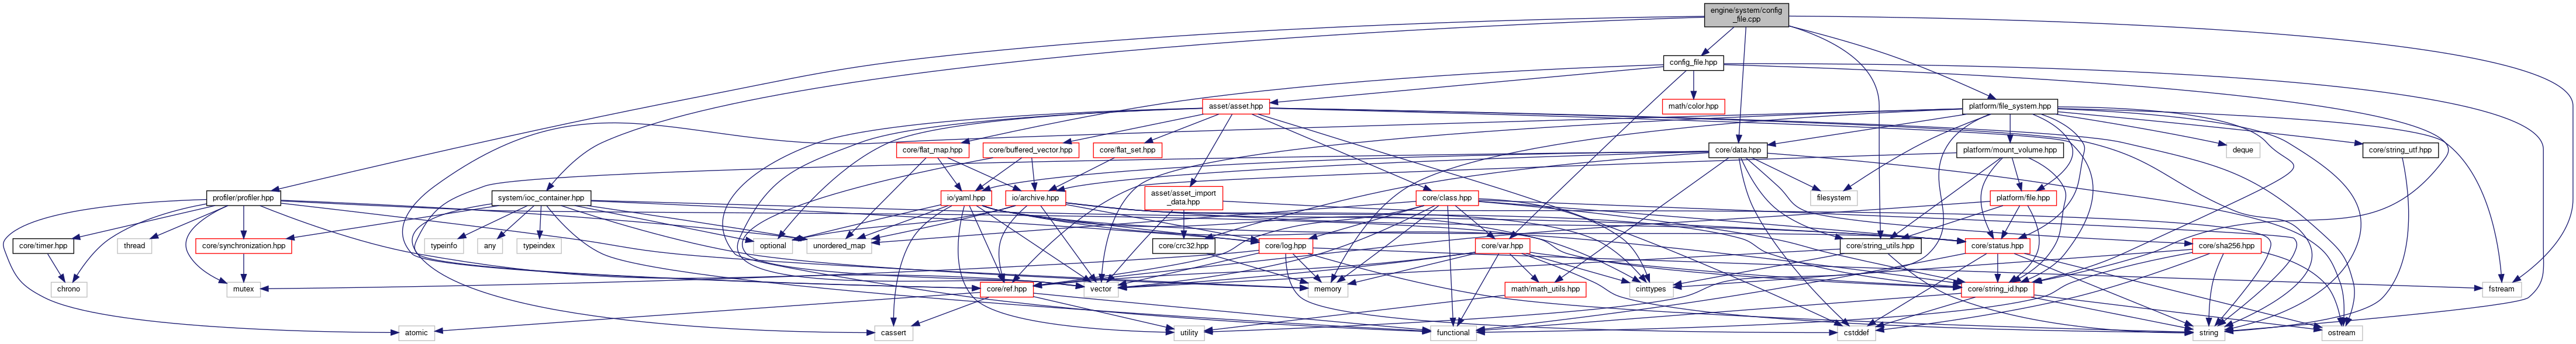 engine/system/config
_file.cpp
config_file.hpp
asset/asset.hpp
math/color.hpp
platform/file_system.hpp
core/flat_map.hpp
core/buffered_vector.hpp
core/flat_set.hpp
core/data.hpp
platform/mount_volume.hpp
deque
core/string_utf.hpp
profiler/profiler.hpp
system/ioc_container.hpp
io/yaml.hpp
io/archive.hpp
asset/asset_import
_data.hpp
core/class.hpp
filesystem
platform/file.hpp
core/timer.hpp
thread
core/synchronization.hpp
typeinfo
any
typeindex
optional
unordered_map
core/crc32.hpp
core/log.hpp
core/var.hpp
core/string_utils.hpp
core/status.hpp
core/sha256.hpp
chrono
mutex
core/ref.hpp
vector
memory
math/math_utils.hpp
cinttypes
core/string_id.hpp
fstream
atomic
cassert
utility
functional
cstddef
string
ostream